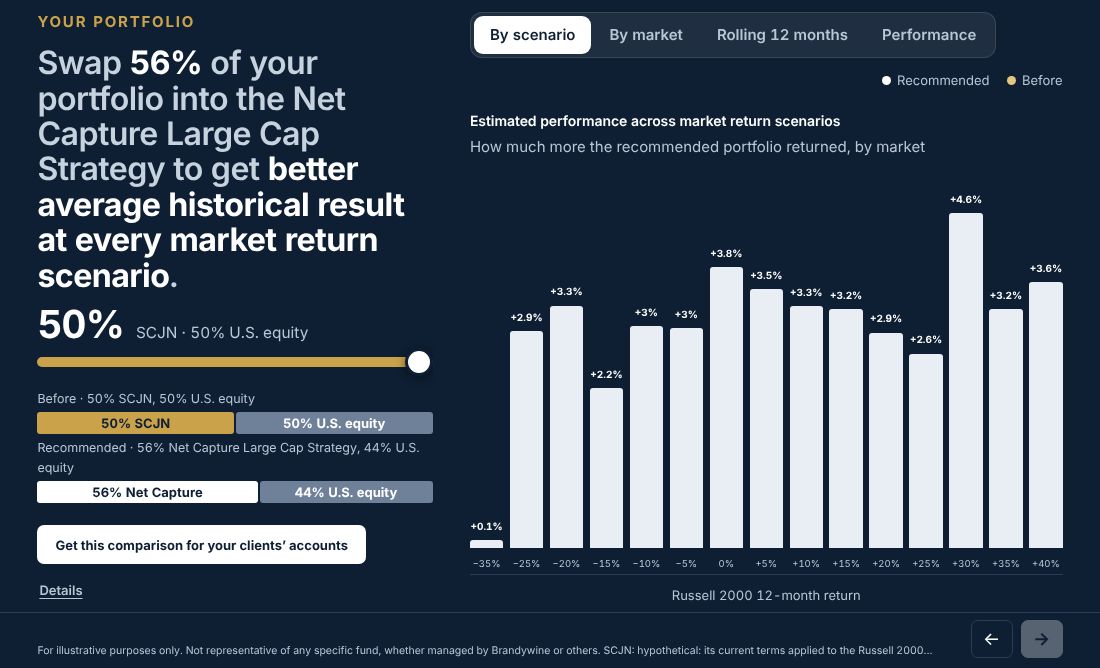 YOUR PORTFOLIO
Swap 56% of your
portfolio into the Net
Capture Large Cap
Strategy to get better
average historical result
at every market return
scenario.
50% SCJN · 50% U.S. equity
Before · 50% SCJN, 50% U.S. equity
50% SCJN 50% U.S. equity
Recommended · 56% Net Capture Large Cap Strategy, 44% U.S.
equity
56% Net Capture 44% U.S. equity
Get this comparison for your clients’ accounts
Details
By scenario By market Rolling 12 months Performance
Recommended Before
Estimated performance across market return scenarios
How much more the recommended portfolio returned, by market
+0.1% +2.9% +3.3% +2.2% +3% +3% +3.8% +3.5% +3.3% +3.2% +2.9% +2.6% +4.6% +3.2% +3.6%
−35% −25% −20% −15% −10% −5% 0% +5% +10% +15% +20% +25% +30% +35% +40%
Russell 2000 12-month return
For illustrative purposes only. Not representative of any specific fund, whether managed by Brandywine or others. SCJN: hypothetical: its current terms applied to the Russell 2000…